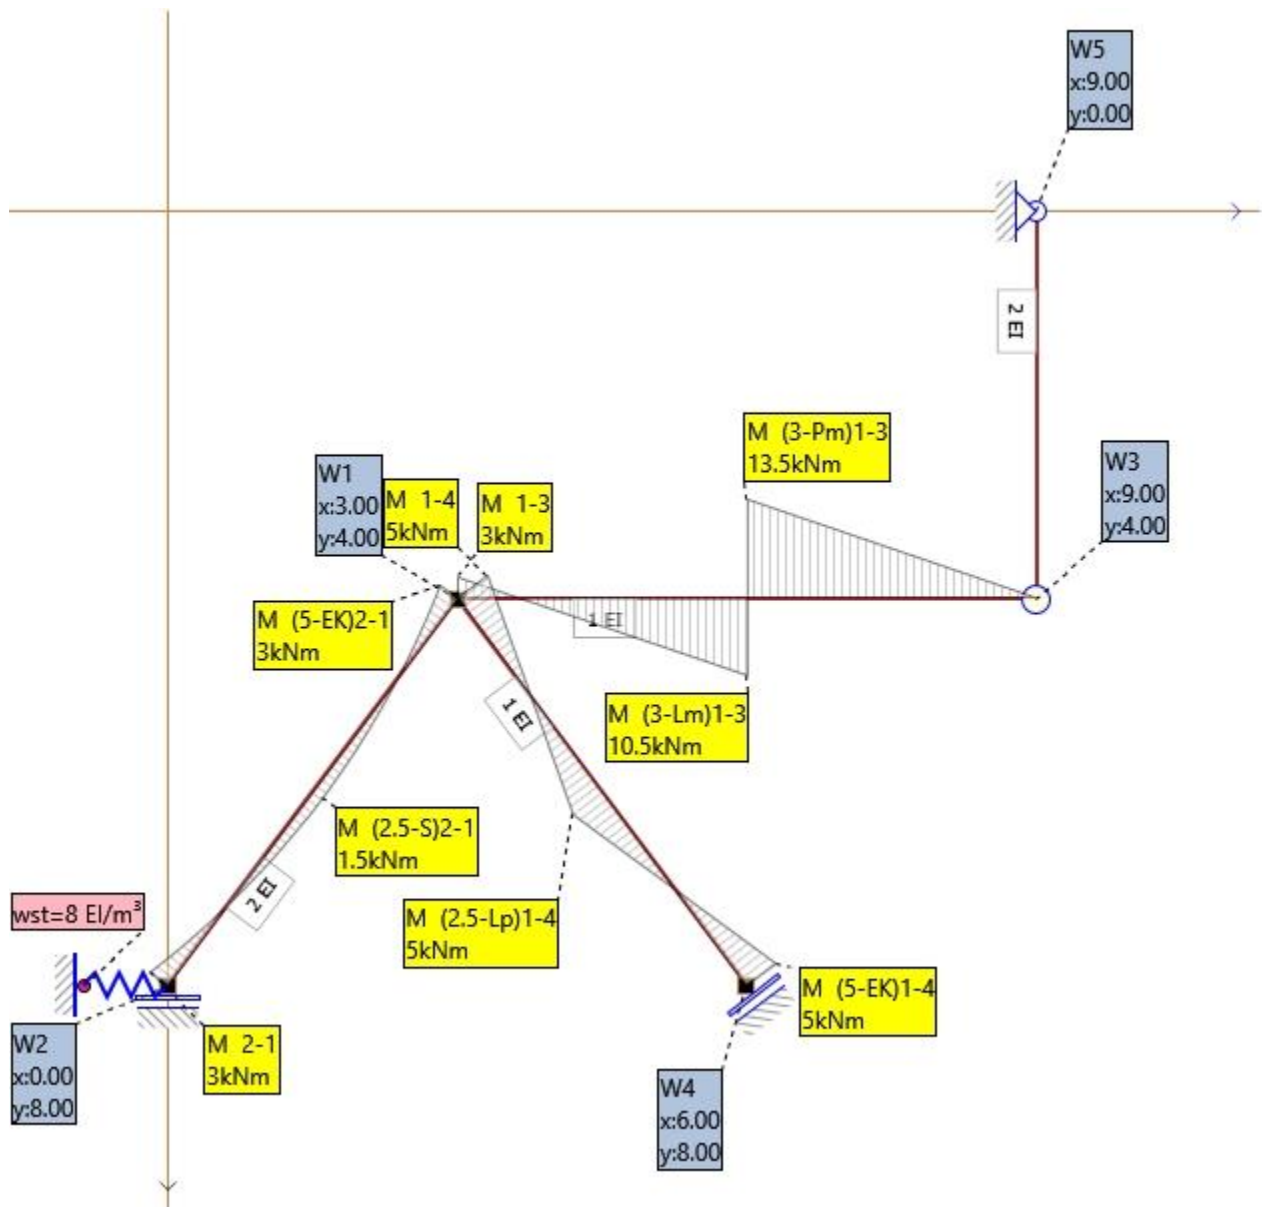 W5
x:9.00
y:0.00
2 EI
M (3-Pm)1-3
13.5kNm
W3
x:9.00
y:4.00
W1
x:3.00
y:4.00
M 1-4
5kNm
M 1-3
3kNm
M (5-EK)2-1
3kNm
1 EI
M (3-Lm)1-3
10.5kNm
1 EI
M (2.5-S)2-1
1.5kNm
2 EI
wst=8 EI/m³
M (2.5-Lp)1-4
5kNm
M (5-EK)1-4
5kNm
W2
x:0.00
y:8.00
M 2-1
3kNm
W4
x:6.00
y:8.00